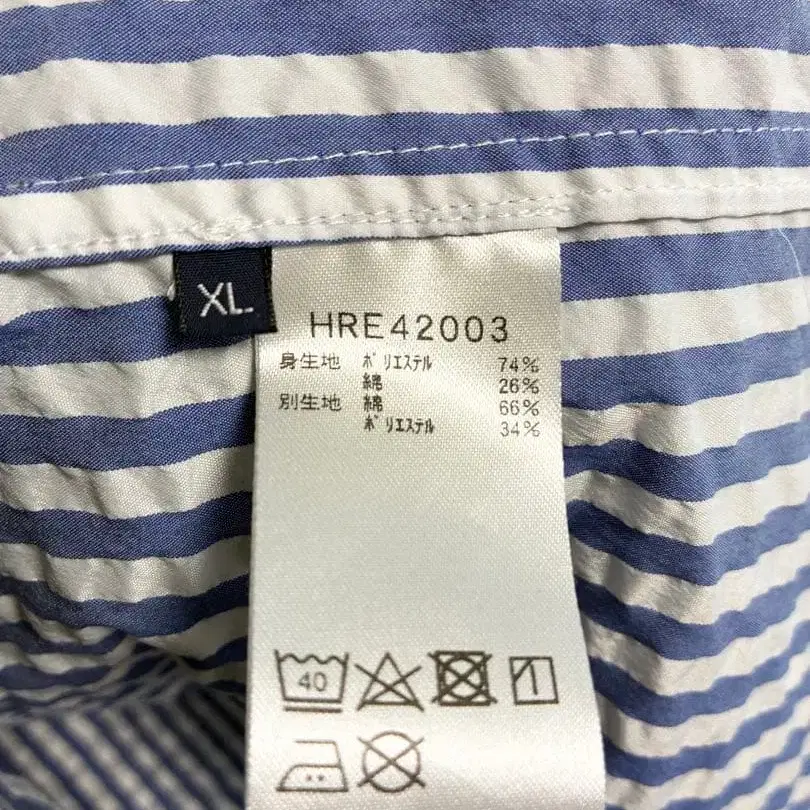 XL
HRE42003
身生地 ポリエステル 74%
綿 26%
別生地 綿 66%
ポリエステル 34%
40